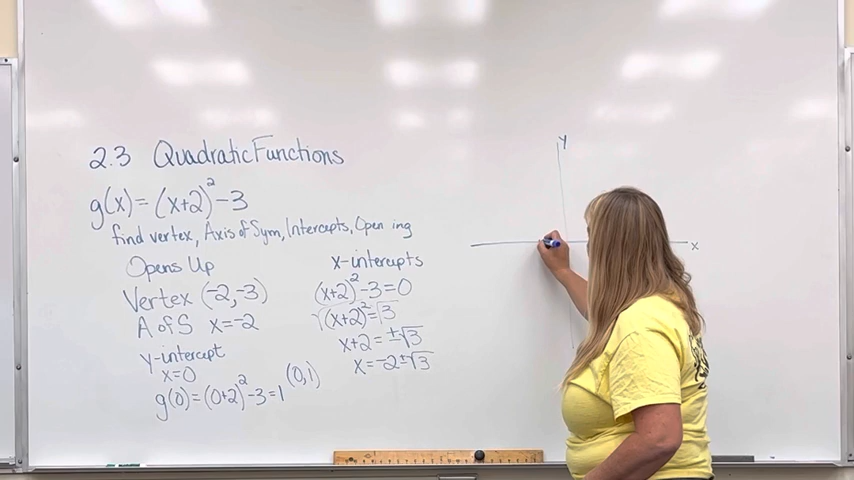 2.3 Quadratic Functions
g(x) = (x+2)² - 3
find vertex, Axis of Sym, Intercepts, Opening
Opens Up
Vertex (-2,-3)
A of S x=-2
y-intercept
x=0
g(0) = (0+2)² - 3 = 1 (0,1)
x-intercepts
(x+2)² - 3 = 0
√(x+2)² = √3
x+2 = ±√3
x = -2±√3
y
x